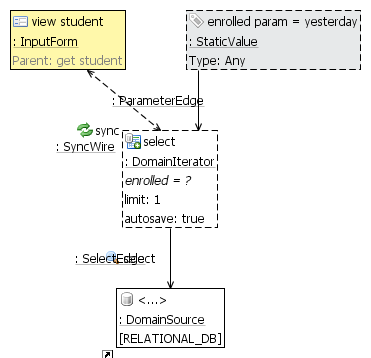 view student
: InputForm
Parent: get student
enrolled param = yesterday
: StaticValue
Type: Any
: ParameterEdge
sync
: SyncWire
select
: DomainIterator
enrolled = ?
limit: 1
autosave: true
: SelectEdge
select
<...>
: DomainSource
[RELATIONAL_DB]